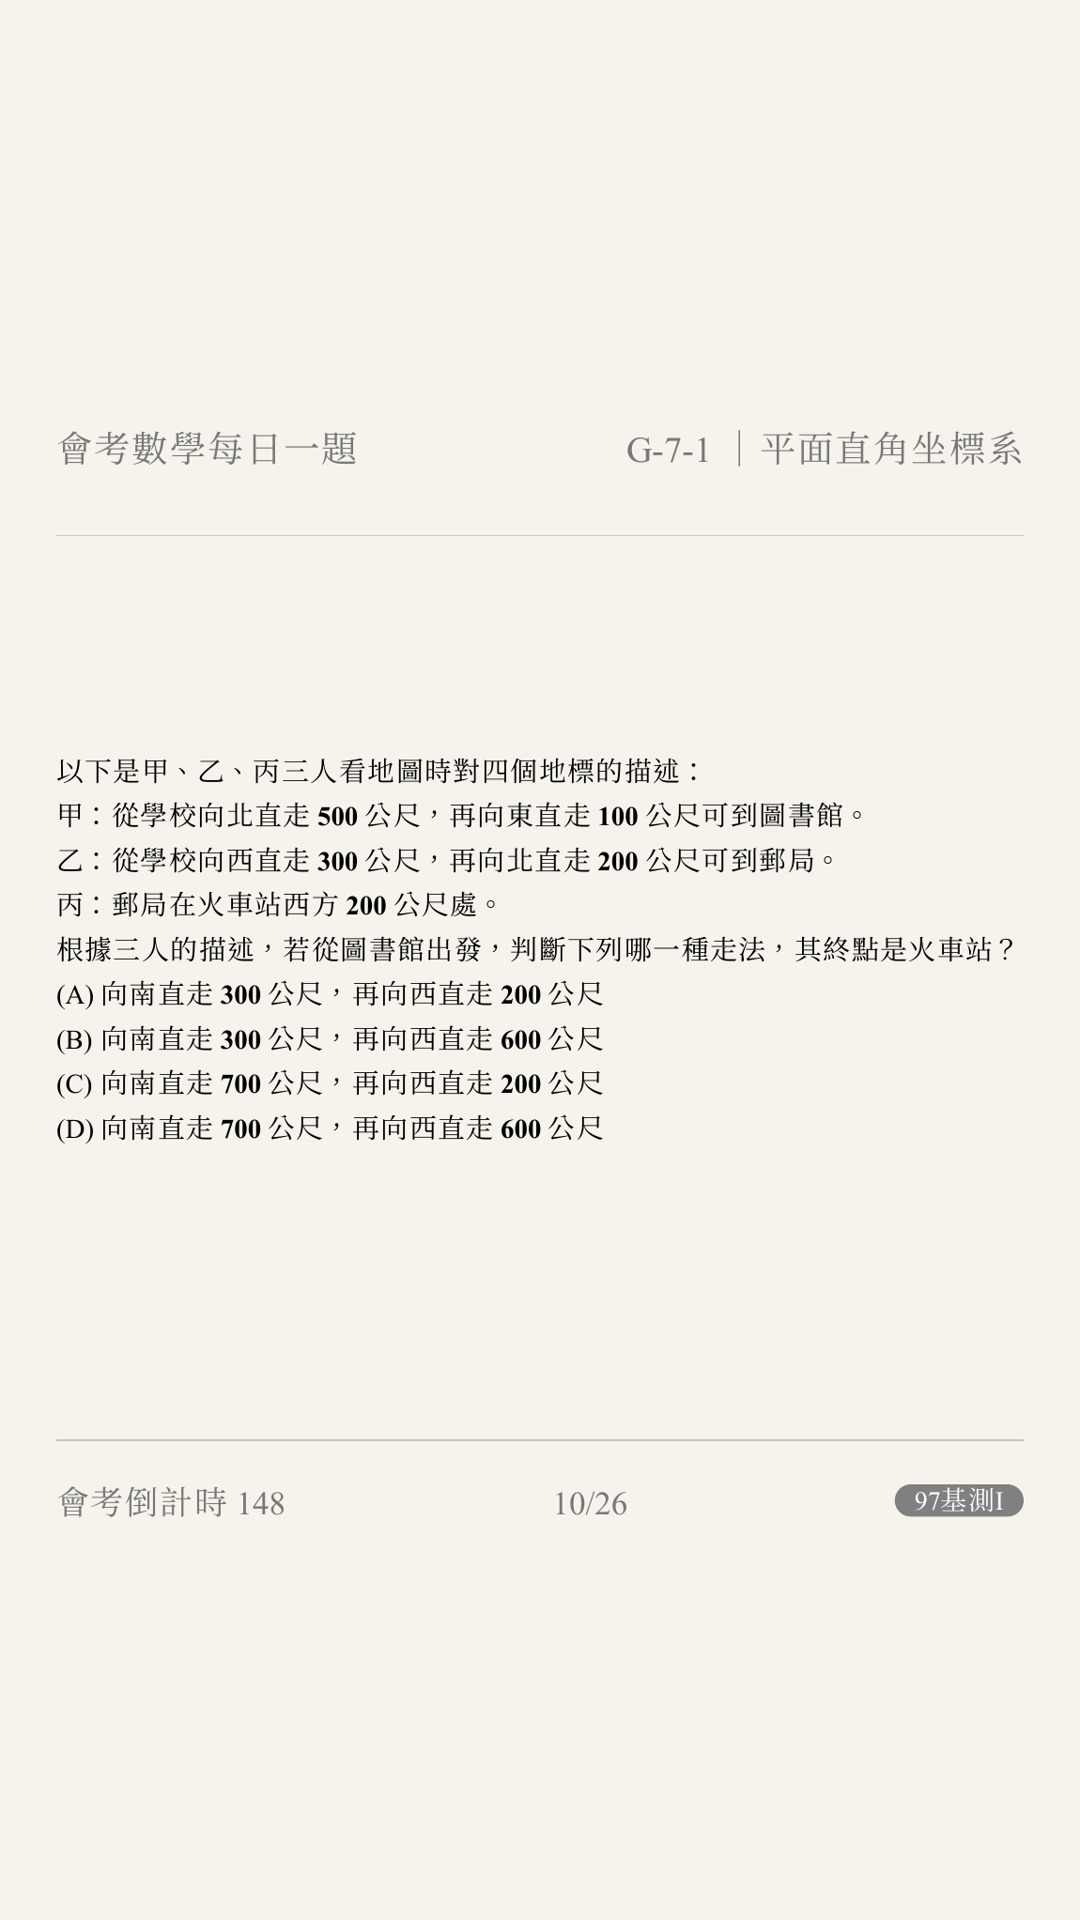 會考數學每日一題
G-7-1｜平面直角坐標系
以下是甲、乙、丙三人看地圖時對四個地標的描述：
甲：從學校向北直走 500 公尺，再向東直走 100 公尺可到圖書館。
乙：從學校向西直走 300 公尺，再向北直走 200 公尺可到郵局。
丙：郵局在火車站西方 200 公尺處。
根據三人的描述，若從圖書館出發，判斷下列哪一種走法，其終點是火車站？
(A) 向南直走 300 公尺，再向西直走 200 公尺
(B) 向南直走 300 公尺，再向西直走 600 公尺
(C) 向南直走 700 公尺，再向西直走 200 公尺
(D) 向南直走 700 公尺，再向西直走 600 公尺
會考倒計時 148
10/26
97基測I